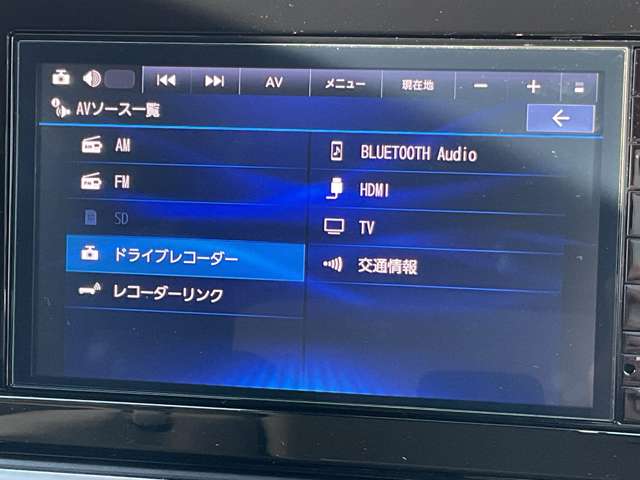 AV メニュー 現在地
AVソース一覧
AM
FM
SD
ドライブレコーダー
レコーダーリンク
BLUETOOTH Audio
HDMI
TV
交通情報